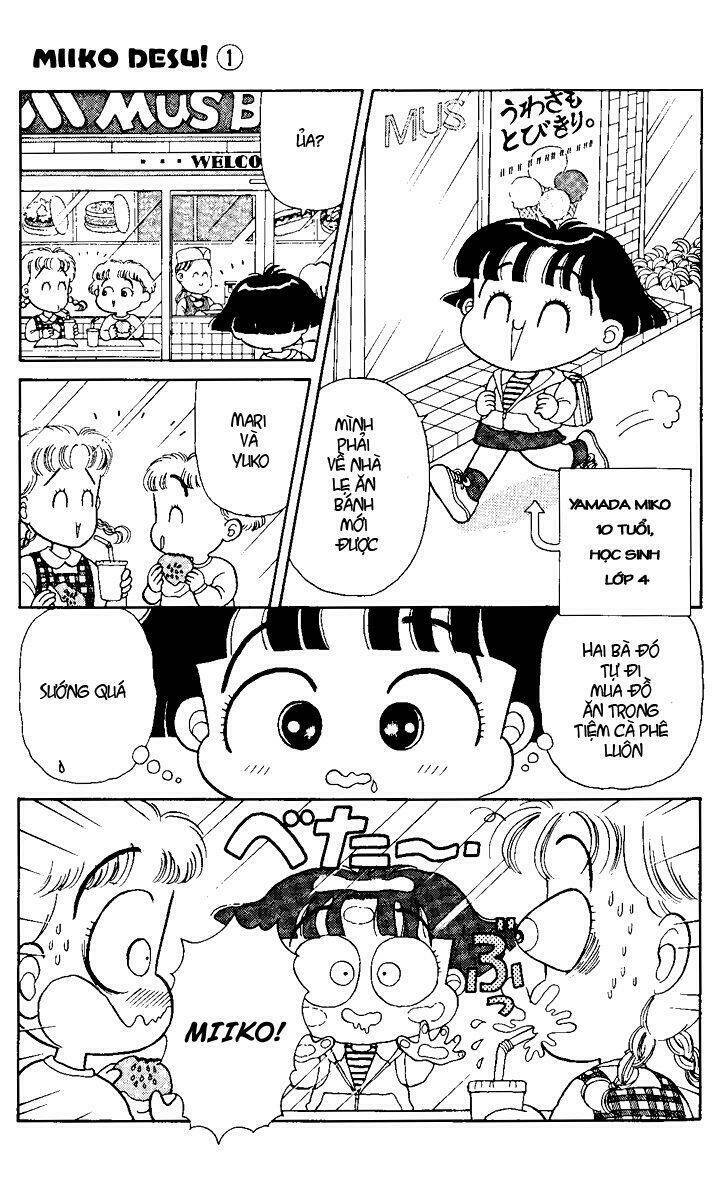 MIIKO DESU! 1
MUS
うわさも
とびきり。
MUS B
... WELCO
ỦA?
MÌNH
PHẢI
VỀ NHÀ
LẸ ĂN
BÁNH
MỚI
ĐƯỢC
YAMADA MIKO
10 TUỔI,
HỌC SINH
LỚP 4
MARI
VÀ
YUKO
HAI BÀ ĐÓ
TỰ ĐI
MUA ĐỒ
ĂN TRONG
TIỆM CÀ PHÊ
LUÔN
SƯỚNG QUÁ
べた〜
ぶっ
MIIKO!